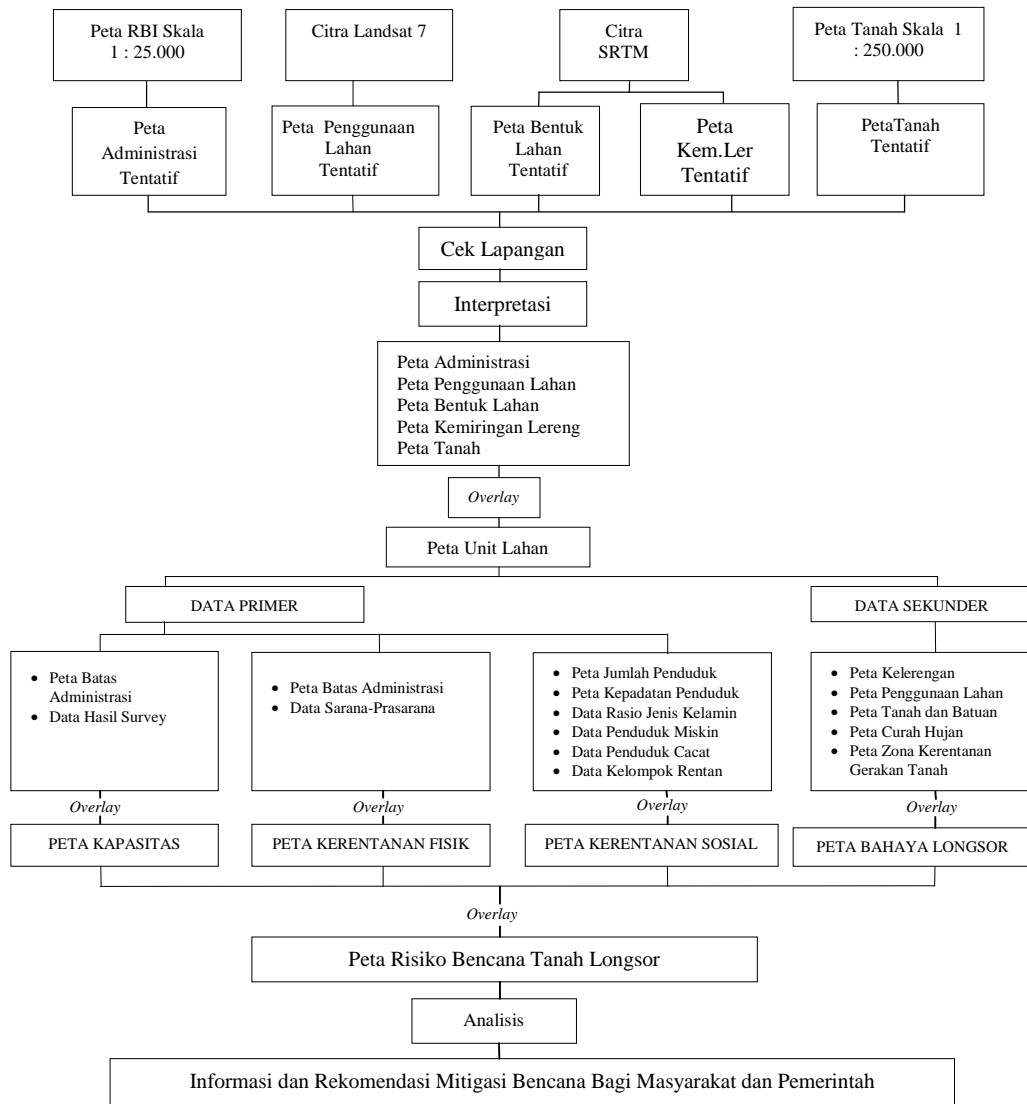 Peta RBI Skala
1 : 25.000
Citra Landsat 7
Citra
SRTM
Peta Tanah Skala 1
: 250.000
Peta
Administrasi
Tentatif
Peta Penggunaan
Lahan
Tentatif
Peta Bentuk
Lahan
Tentatif
Peta
Kem.Ler
Tentatif
PetaTanah
Tentatif
Cek Lapangan
Interpretasi
Peta Administrasi
Peta Penggunaan Lahan
Peta Bentuk Lahan
Peta Kemiringan Lereng
Peta Tanah
Overlay
Peta Unit Lahan
DATA PRIMER
DATA SEKUNDER
• Peta Batas
Administrasi
• Data Hasil Survey
• Peta Batas Administrasi
• Data Sarana-Prasarana
• Peta Jumlah Penduduk
• Peta Kepadatan Penduduk
• Data Rasio Jenis Kelamin
• Data Penduduk Miskin
• Data Penduduk Cacat
• Data Kelompok Rentan
• Peta Kelerengan
• Peta Penggunaan Lahan
• Peta Tanah dan Batuan
• Peta Curah Hujan
• Peta Zona Kerentanan
Gerakan Tanah
Overlay
Overlay
Overlay
Overlay
PETA KAPASITAS
PETA KERENTANAN FISIK
PETA KERENTANAN SOSIAL
PETA BAHAYA LONGSOR
Overlay
Peta Risiko Bencana Tanah Longsor
Analisis
Informasi dan Rekomendasi Mitigasi Bencana Bagi Masyarakat dan Pemerintah